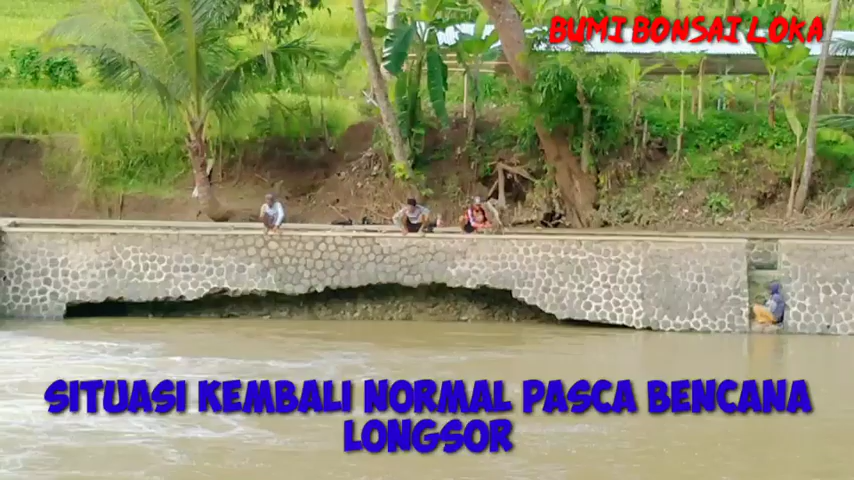 BUMI BONSAI LOKA
SITUASI KEMBALI NORMAL PASCA BENCANA
LONGSOR